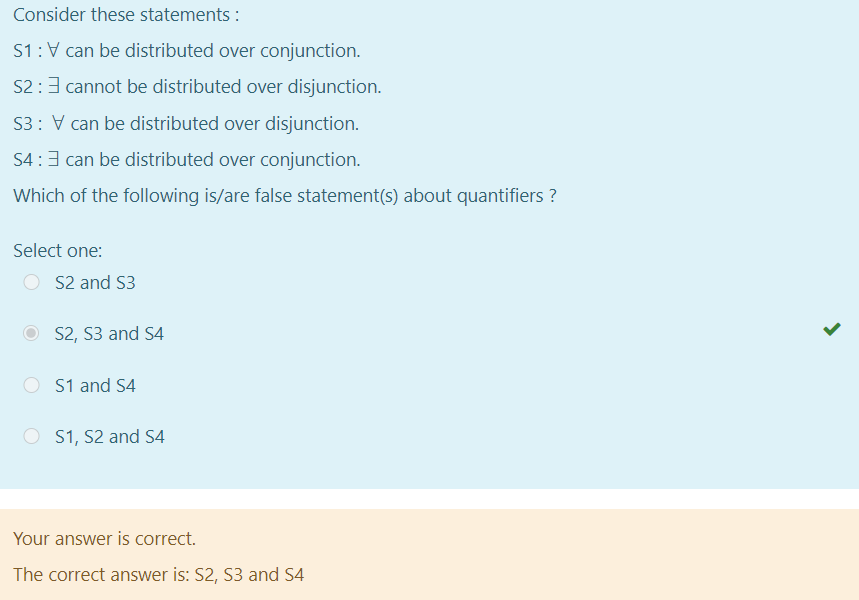 Consider these statements :
S1 : ∀ can be distributed over conjunction.
S2 : ∃ cannot be distributed over disjunction.
S3 : ∀ can be distributed over disjunction.
S4 : ∃ can be distributed over conjunction.
Which of the following is/are false statement(s) about quantifiers ?
Select one:
S2 and S3
S2, S3 and S4
S1 and S4
S1, S2 and S4
Your answer is correct.
The correct answer is: S2, S3 and S4